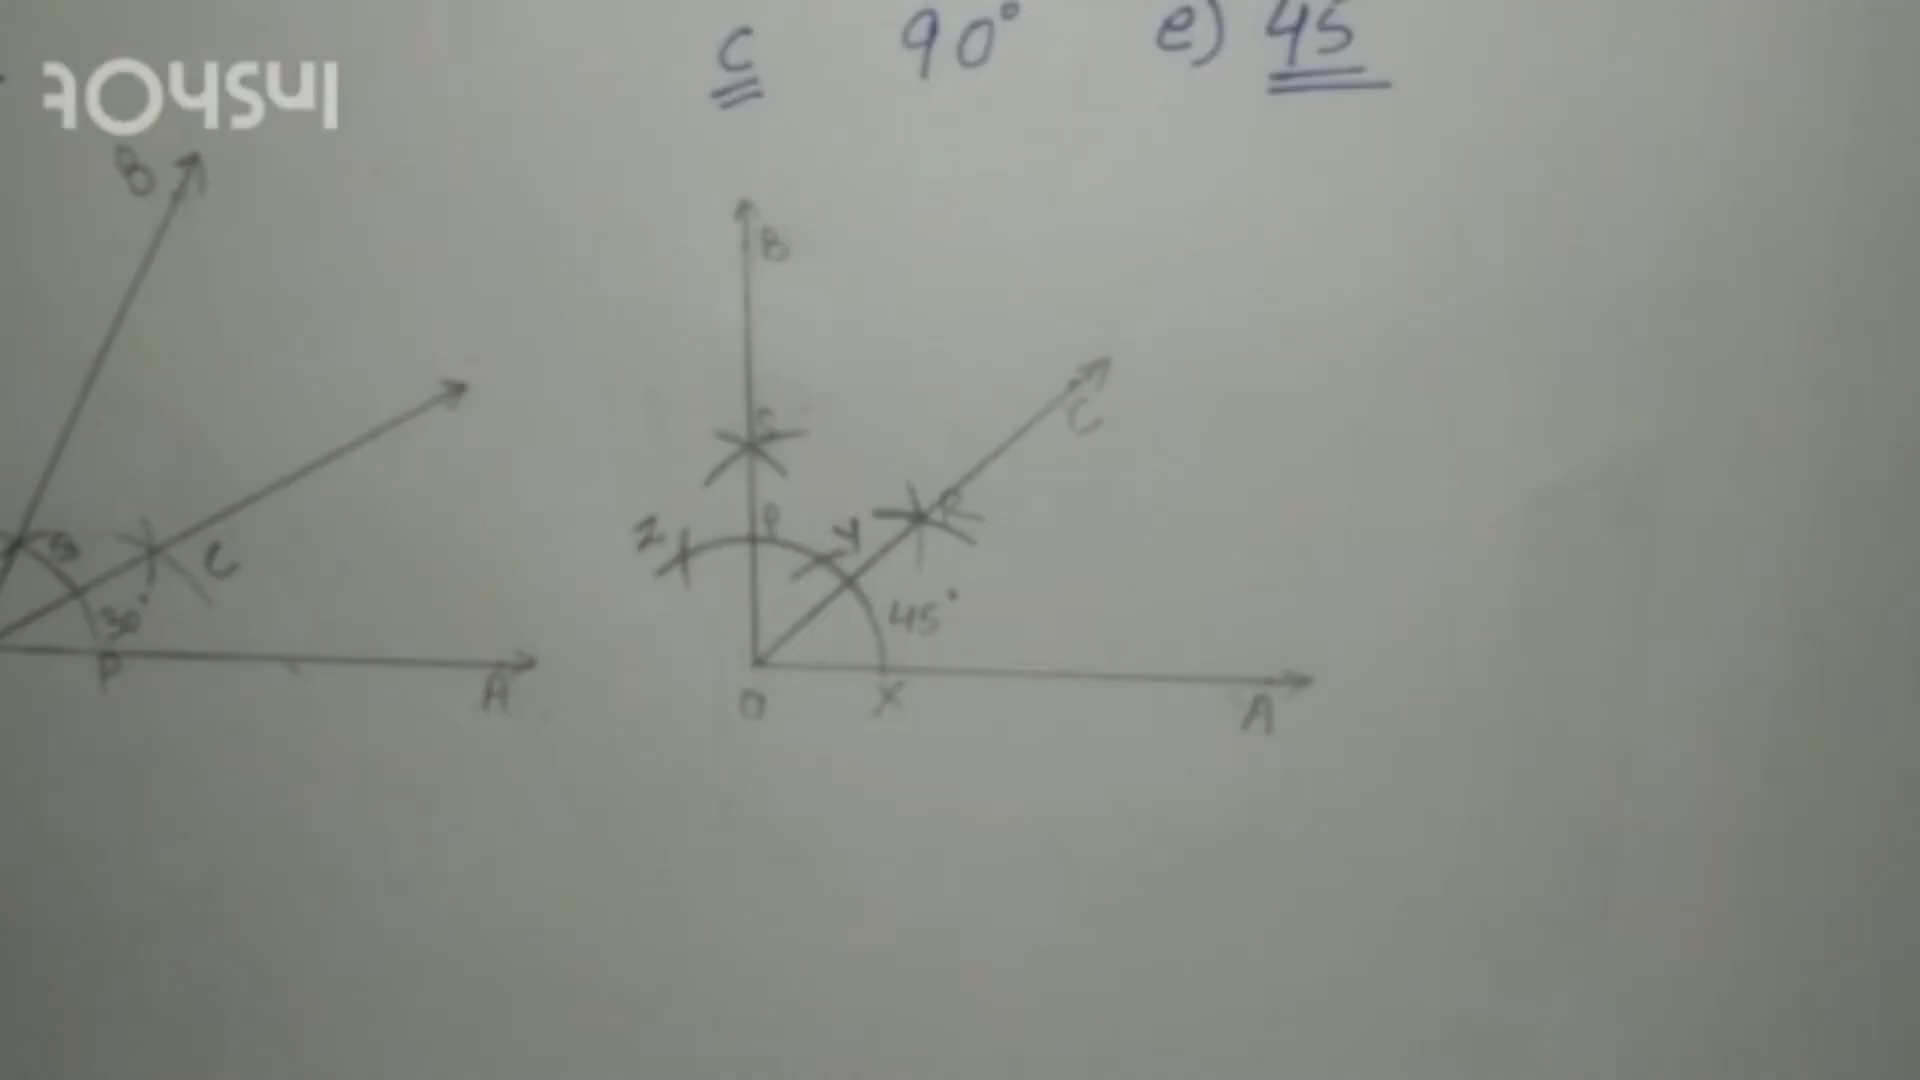 c 90° e) 45
InShOt
B
B
C
S
R
Z P Y
Q C
30° 45°
P A O X A